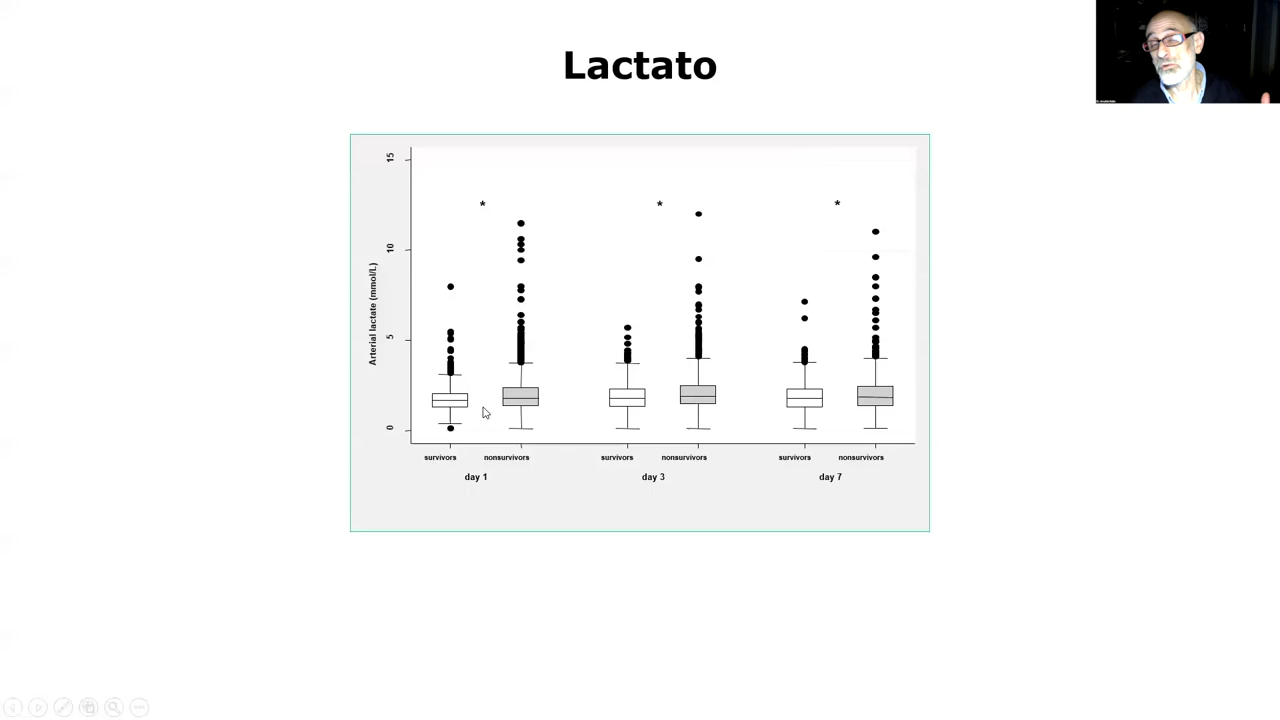 Lactato
15
10
5
0
Arterial lactate (mmol/L)
* * *
survivors nonsurvivors survivors nonsurvivors survivors nonsurvivors
day 1 day 3 day 7